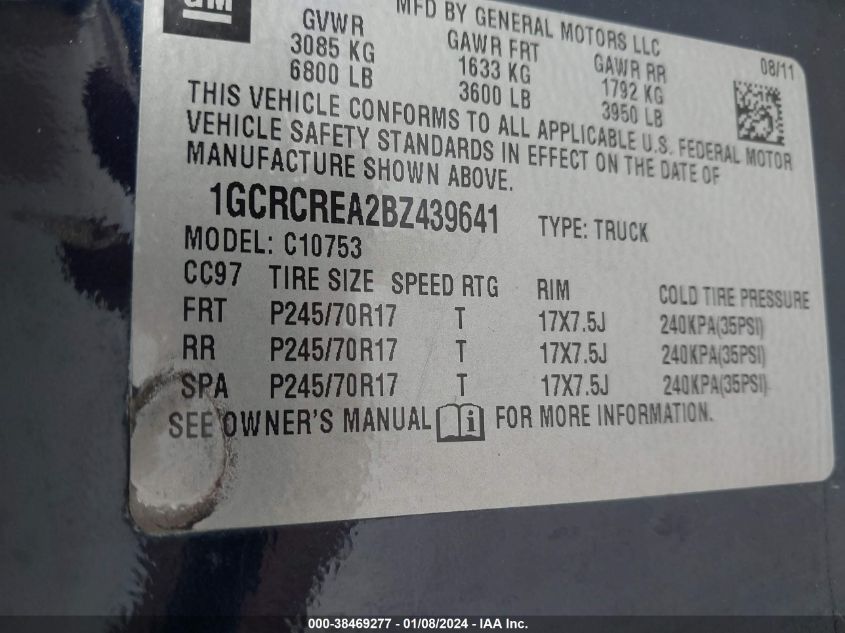 GM
MFD BY GENERAL MOTORS LLC
08/11
GVWR GAWR FRT GAWR RR
3085 KG 1633 KG 1792 KG
6800 LB 3600 LB 3950 LB
THIS VEHICLE CONFORMS TO ALL APPLICABLE U.S. FEDERAL MOTOR
VEHICLE SAFETY STANDARDS IN EFFECT ON THE DATE OF
MANUFACTURE SHOWN ABOVE.
1GCRCREA2BZ439641 TYPE: TRUCK
MODEL: C10753
CC97 TIRE SIZE SPEED RTG RIM COLD TIRE PRESSURE
FRT P245/70R17 T 17X7.5J 240KPA(35PSI)
RR P245/70R17 T 17X7.5J 240KPA(35PSI)
SPA P245/70R17 T 17X7.5J 240KPA(35PSI)
SEE OWNER'S MANUAL i FOR MORE INFORMATION.
000-38469277 - 01/08/2024 - IAA Inc.